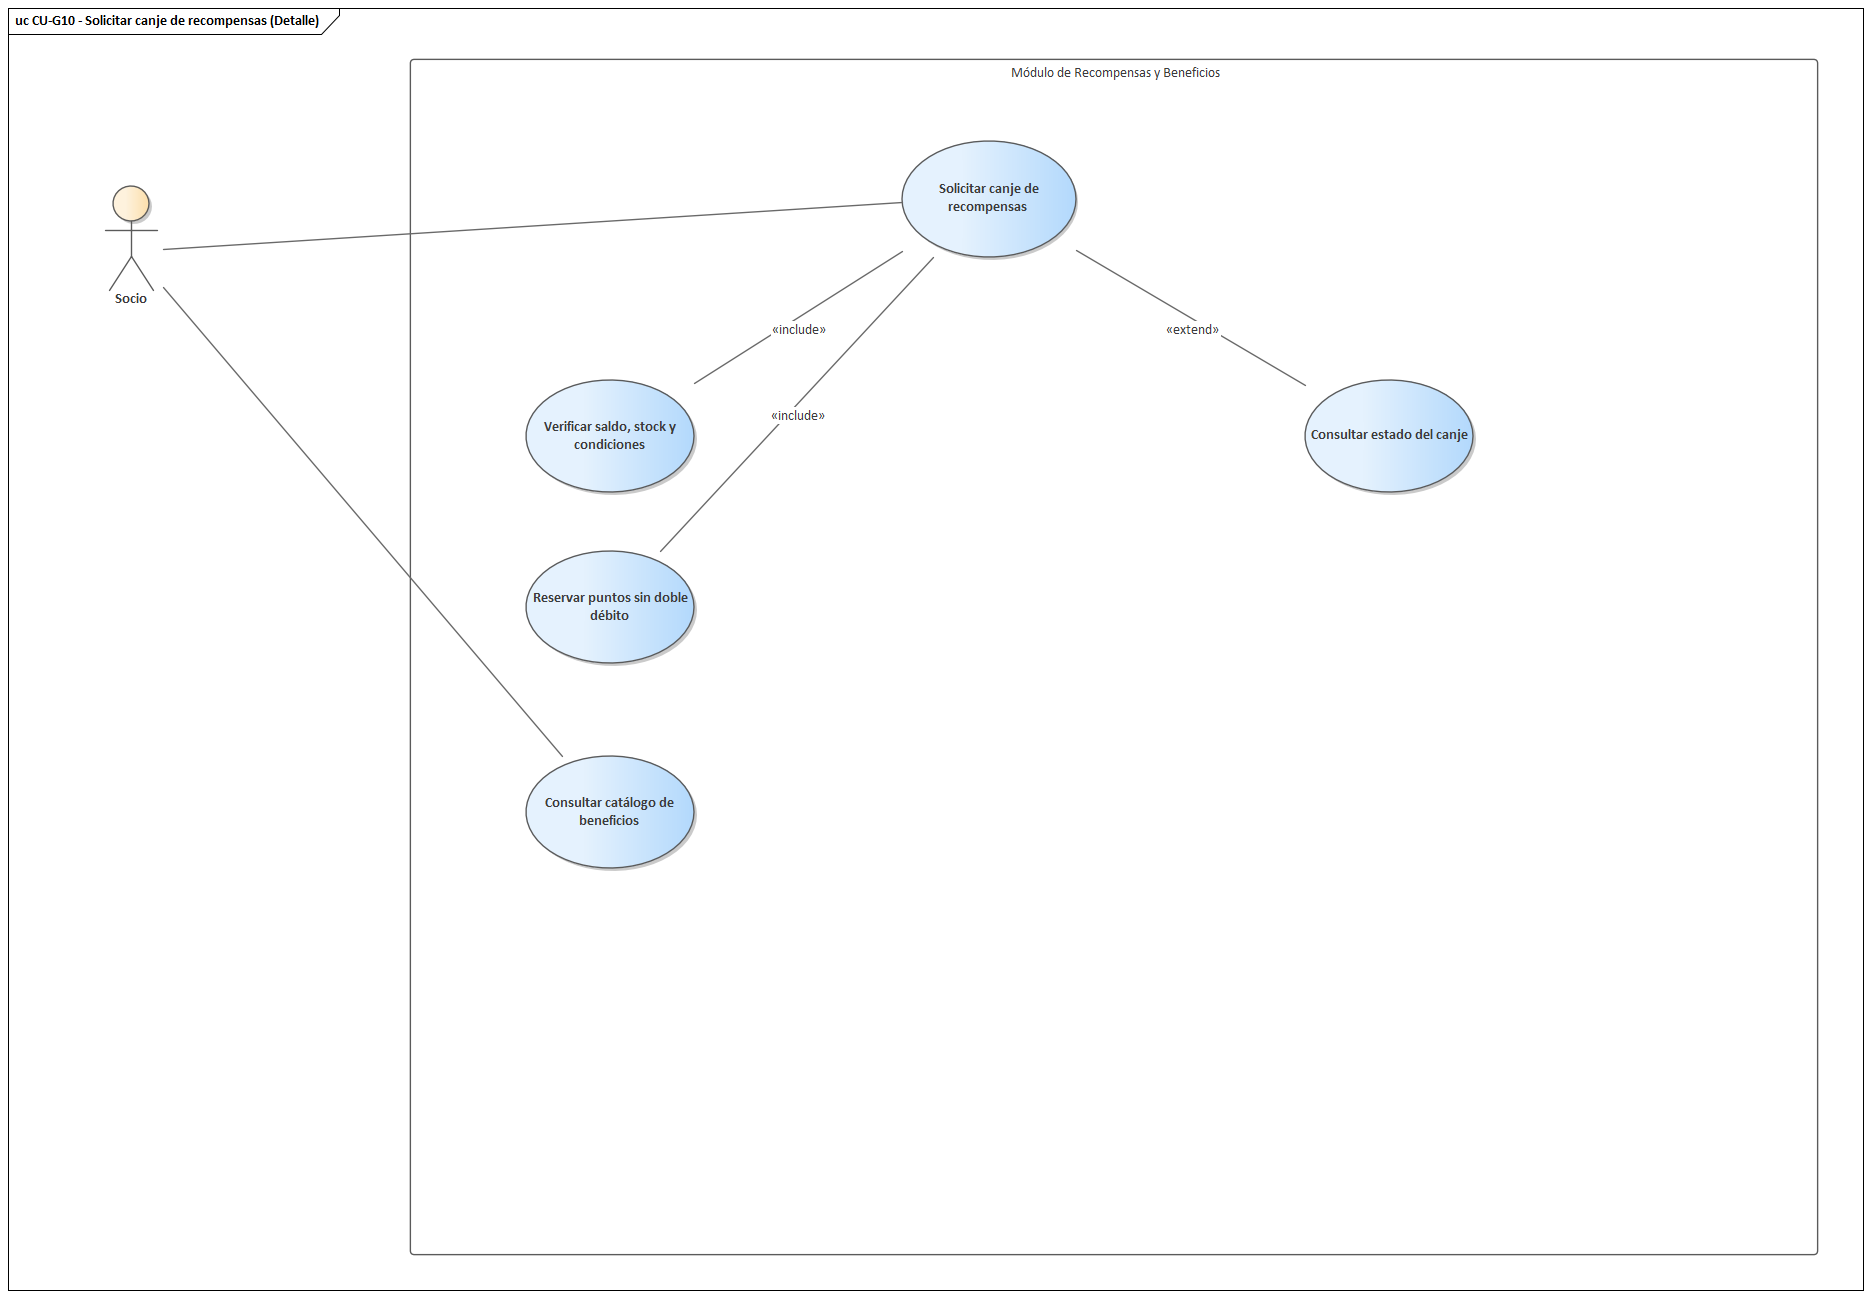 uc CU-G10 - Solicitar canje de recompensas (Detalle)
Módulo de Recompensas y Beneficios
Solicitar canje de
recompensas
Socio
«include»
«extend»
«include»
Verificar saldo, stock y
condiciones
Consultar estado del canje
Reservar puntos sin doble
débito
Consultar catálogo de
beneficios